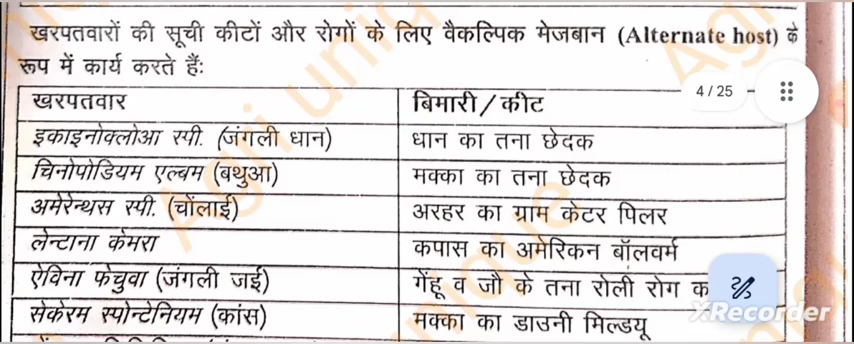 खरपतवारों की सूची कीटों और रोगों के लिए वैकल्पिक मेजबान (Alternate host) के
रूप में कार्य करते हैंः
4 / 25
खरपतवार बिमारी/कीट
इकाइनोक्लोआ स्पी. (जंगली धान) धान का तना छेदक
चिनोपोडियम एल्बम (बथुआ) मक्का का तना छेदक
अमेरेन्थस स्पी. (चोंलाई) अरहर का ग्राम केटर पिलर
लेन्टाना केमरा कपास का अमेरिकन बॉलवर्म
ऐविना फेचुवा (जंगली जई) गेंहू व जौ के तना रोली रोग क
सेकेरम स्पोन्टेनियम (कांस) मक्का का डाउनी मिल्डयू
XRecorder
Agri unique